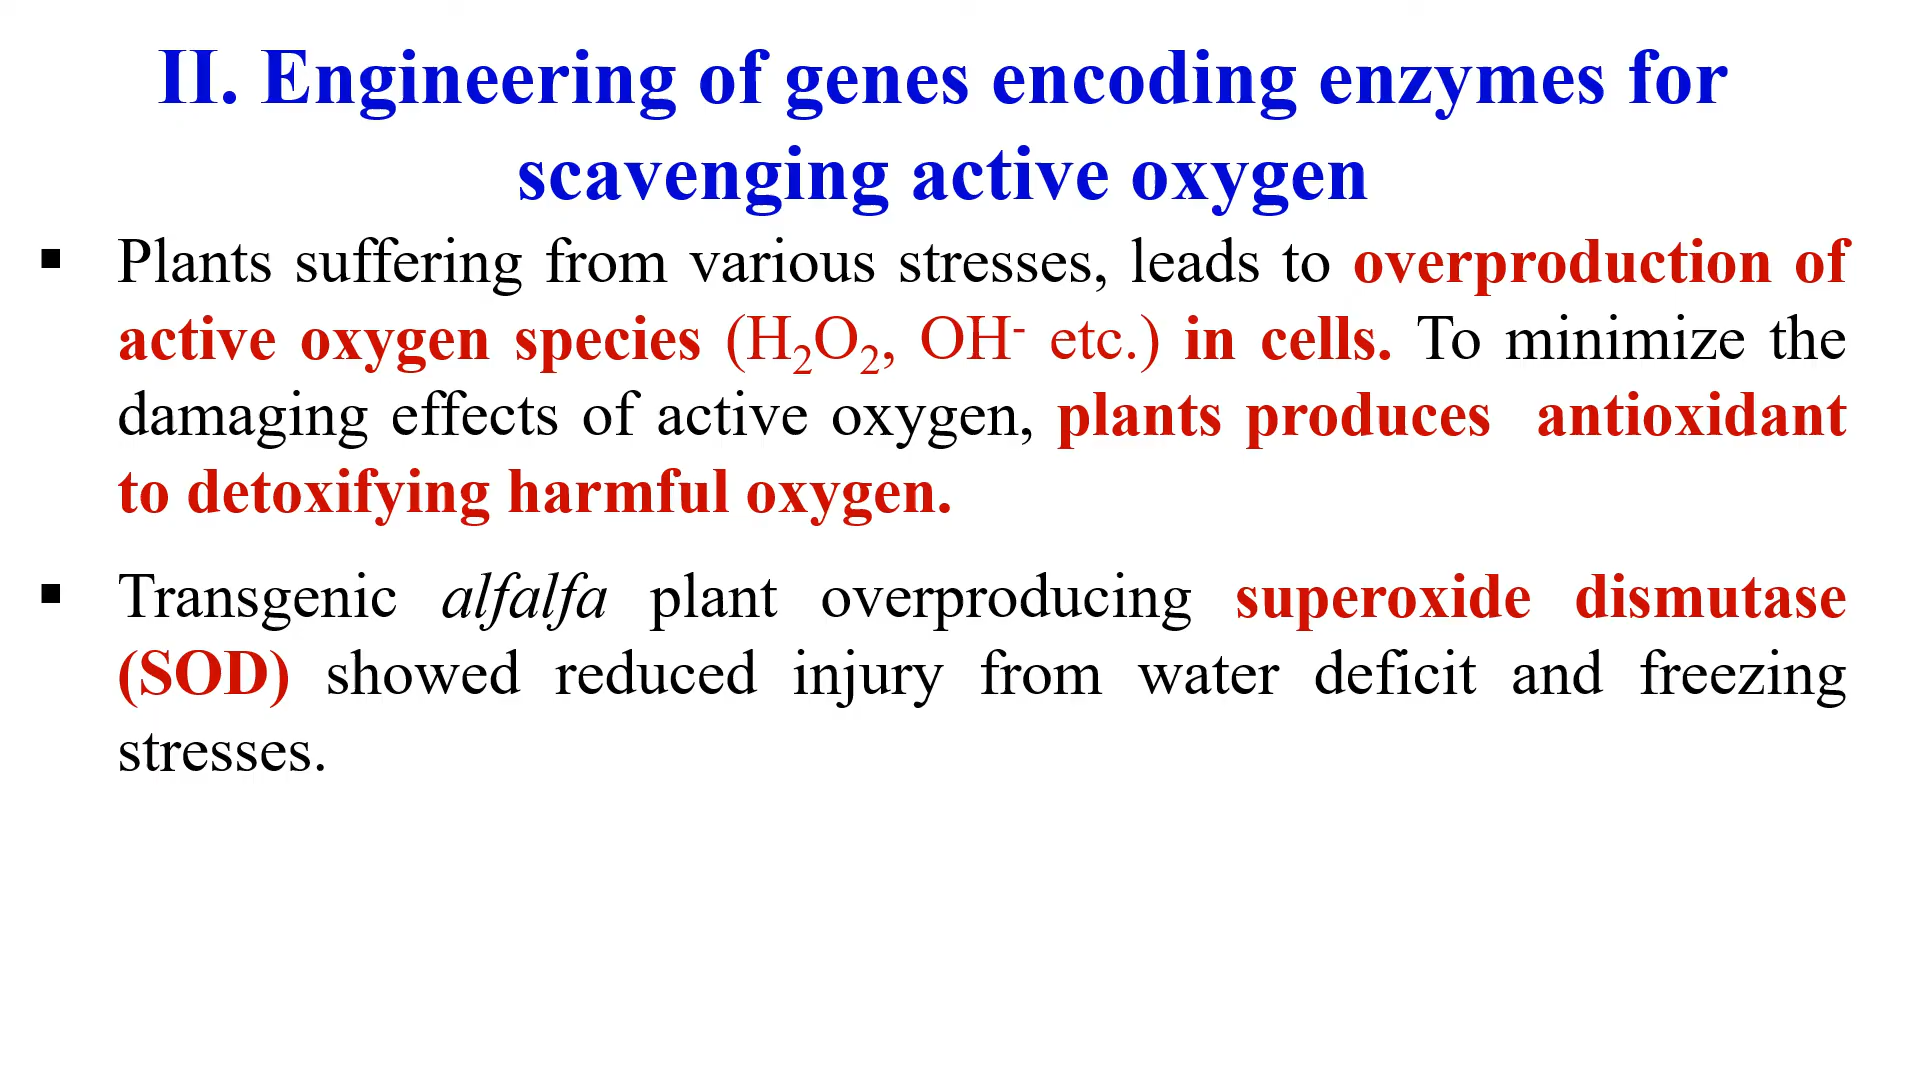 II. Engineering of genes encoding enzymes for
scavenging active oxygen
▪ Plants suffering from various stresses, leads to overproduction of
active oxygen species (H₂O₂, OH⁻ etc.) in cells. To minimize the
damaging effects of active oxygen, plants produces antioxidant
to detoxifying harmful oxygen.
▪ Transgenic alfalfa plant overproducing superoxide dismutase
(SOD) showed reduced injury from water deficit and freezing
stresses.